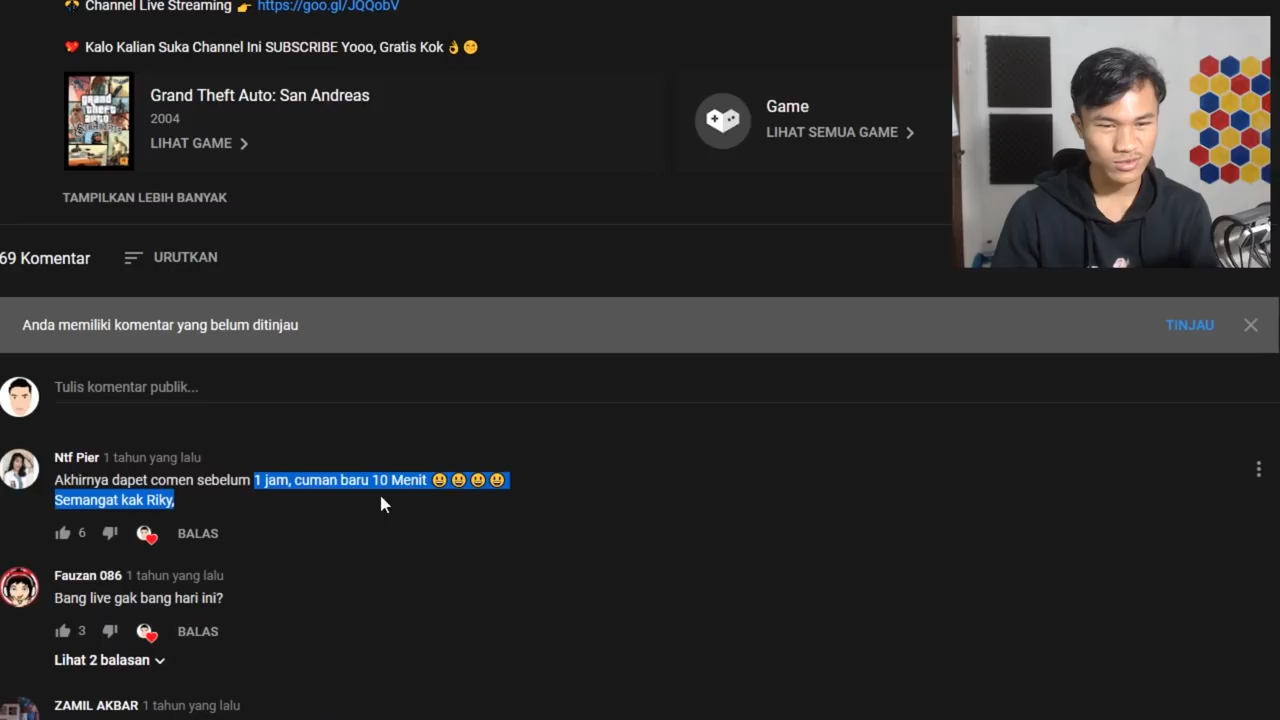 Channel Live Streaming 👉 https://goo.gl/JQQobV
Kalo Kalian Suka Channel Ini SUBSCRIBE Yooo, Gratis Kok 👌😁
grand theft auto
Grand Theft Auto: San Andreas
2004
LIHAT GAME
Game
LIHAT SEMUA GAME
TAMPILKAN LEBIH BANYAK
69 Komentar
URUTKAN
Anda memiliki komentar yang belum ditinjau
TINJAU
Tulis komentar publik...
Ntf Pier 1 tahun yang lalu
Akhirnya dapet comen sebelum 1 jam, cuman baru 10 Menit 😃😃😃😃
Semangat kak Riky,
6
BALAS
Fauzan 086 1 tahun yang lalu
Bang live gak bang hari ini?
3
BALAS
Lihat 2 balasan
ZAMIL AKBAR 1 tahun yang lalu